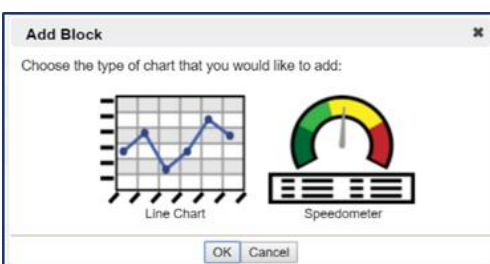 Add Block
Choose the type of chart that you would like to add:
Line Chart
Speedometer
OK
Cancel